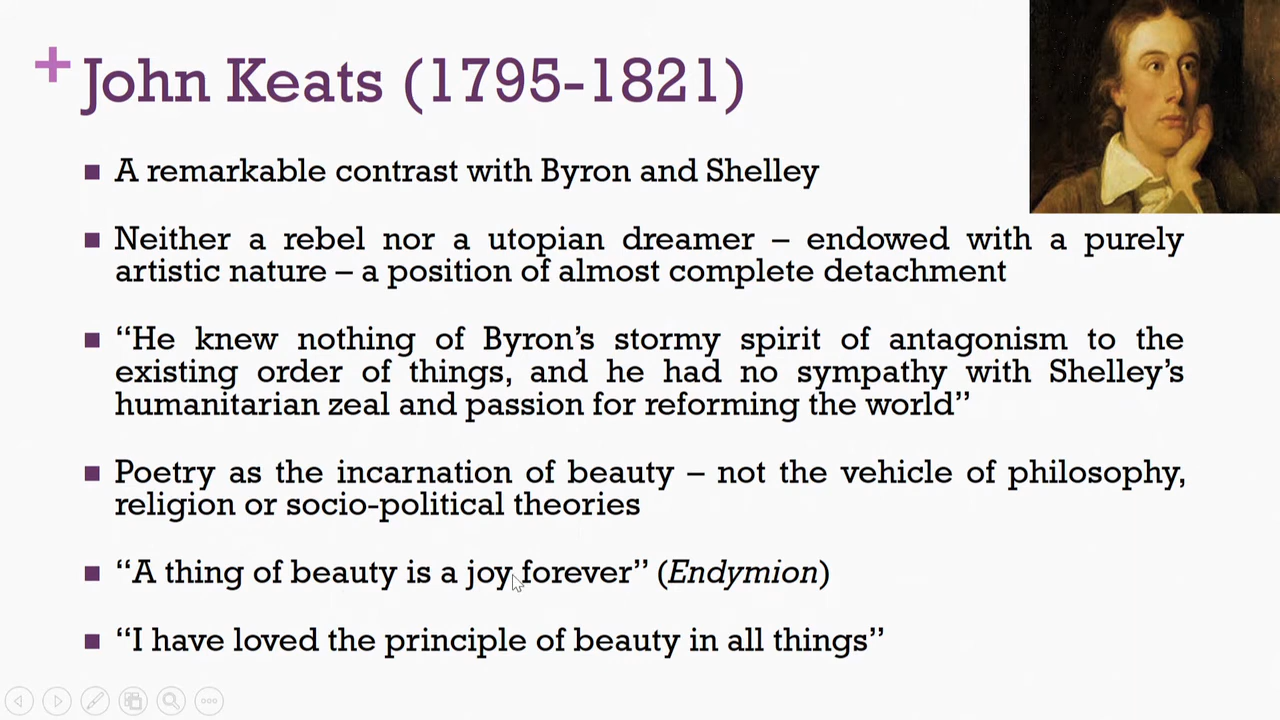 John Keats (1795-1821)
A remarkable contrast with Byron and Shelley
Neither a rebel nor a utopian dreamer – endowed with a purely
artistic nature – a position of almost complete detachment
“He knew nothing of Byron’s stormy spirit of antagonism to the
existing order of things, and he had no sympathy with Shelley’s
humanitarian zeal and passion for reforming the world”
Poetry as the incarnation of beauty – not the vehicle of philosophy,
religion or socio-political theories
“A thing of beauty is a joy forever” (Endymion)
“I have loved the principle of beauty in all things”